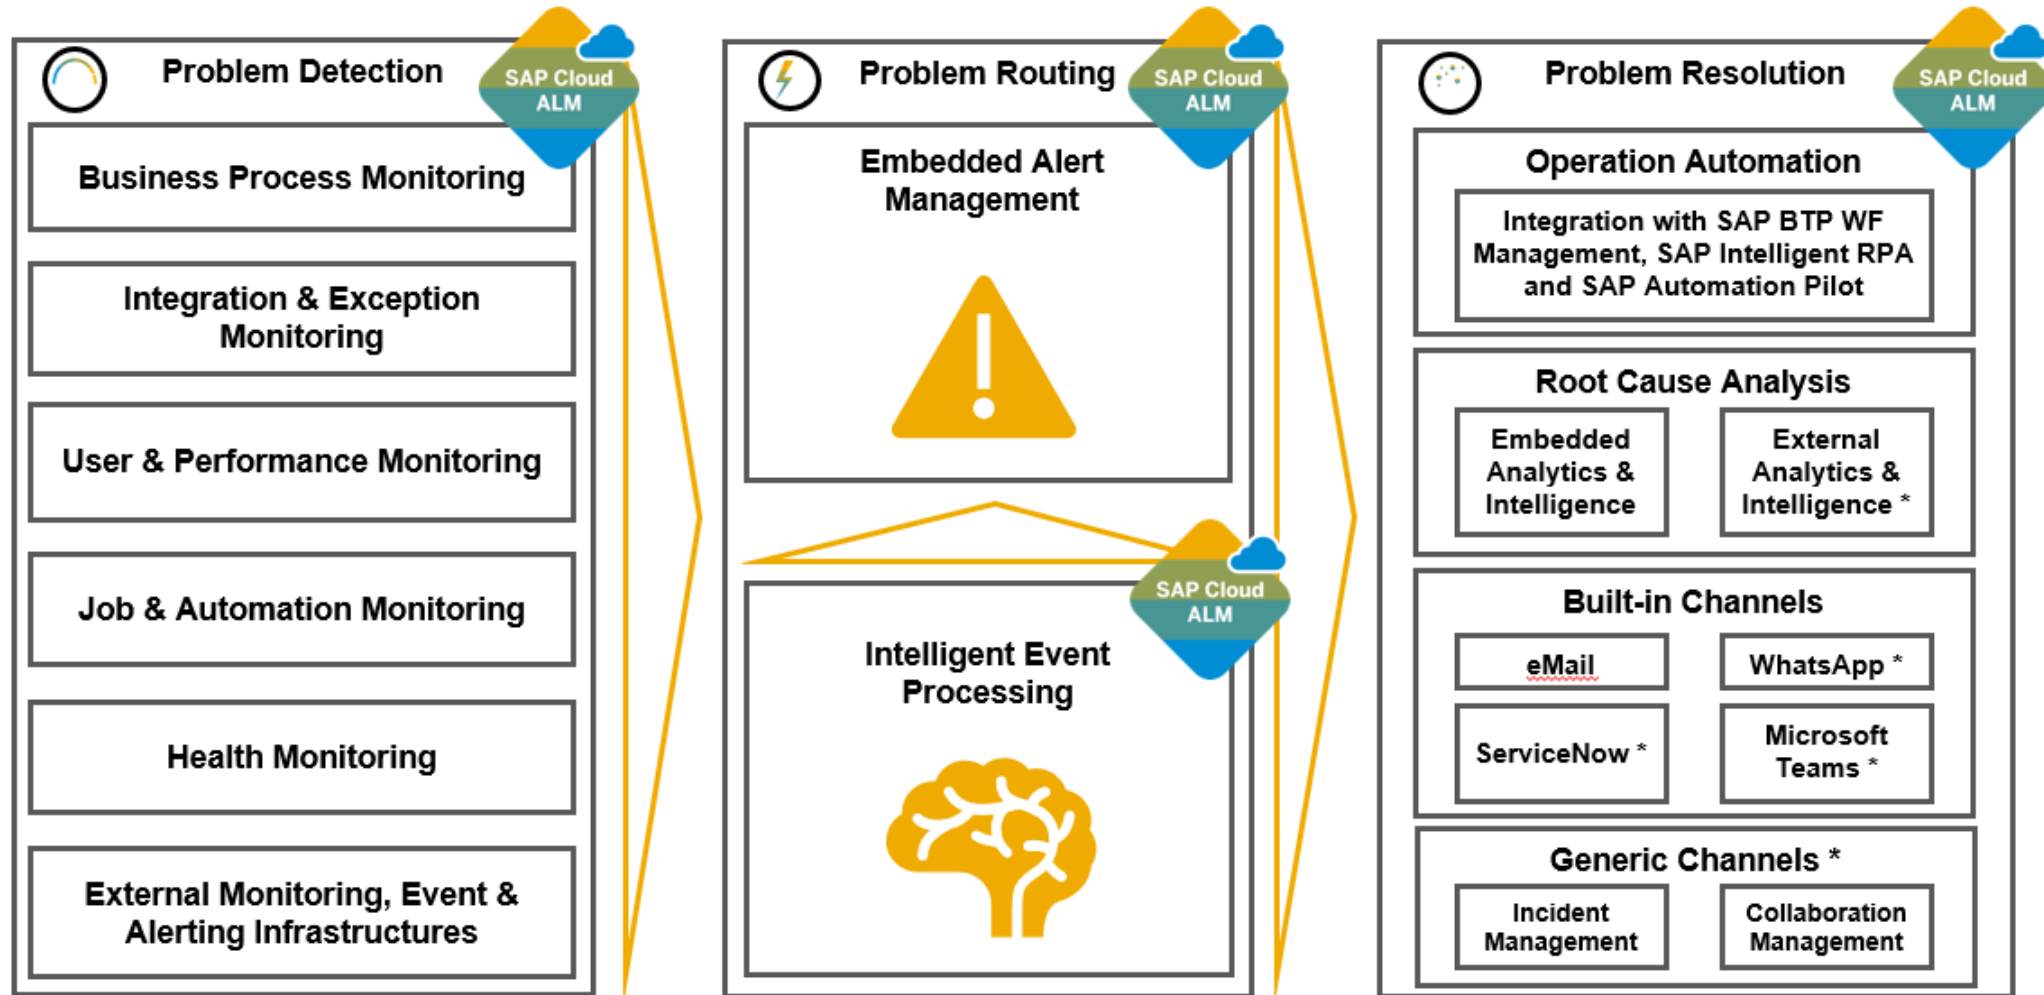 Problem Detection
SAP Cloud
ALM
Business Process Monitoring
Integration & Exception
Monitoring
User & Performance Monitoring
Job & Automation Monitoring
Health Monitoring
External Monitoring, Event &
Alerting Infrastructures
Problem Routing
SAP Cloud
ALM
Embedded Alert
Management
SAP Cloud
ALM
Intelligent Event
Processing
Problem Resolution
SAP Cloud
ALM
Operation Automation
Integration with SAP BTP WF
Management, SAP Intelligent RPA
and SAP Automation Pilot
Root Cause Analysis
Embedded
Analytics &
Intelligence
External
Analytics &
Intelligence *
Built-in Channels
eMail
WhatsApp *
ServiceNow *
Microsoft
Teams *
Generic Channels *
Incident
Management
Collaboration
Management